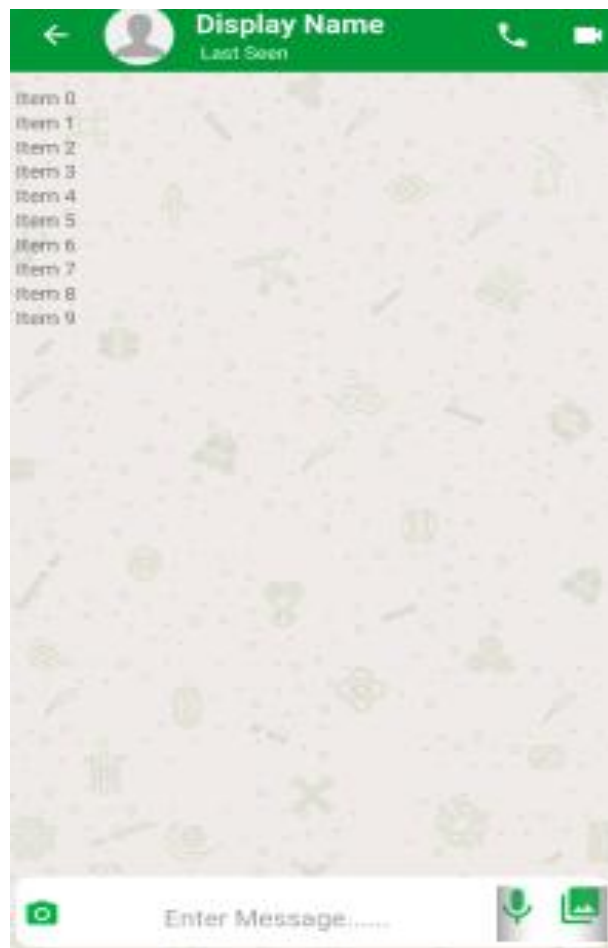 Display Name
Last Seen
Item 0
Item 1
Item 2
Item 3
Item 4
Item 5
Item 6
Item 7
Item 8
Item 9
Enter Message......